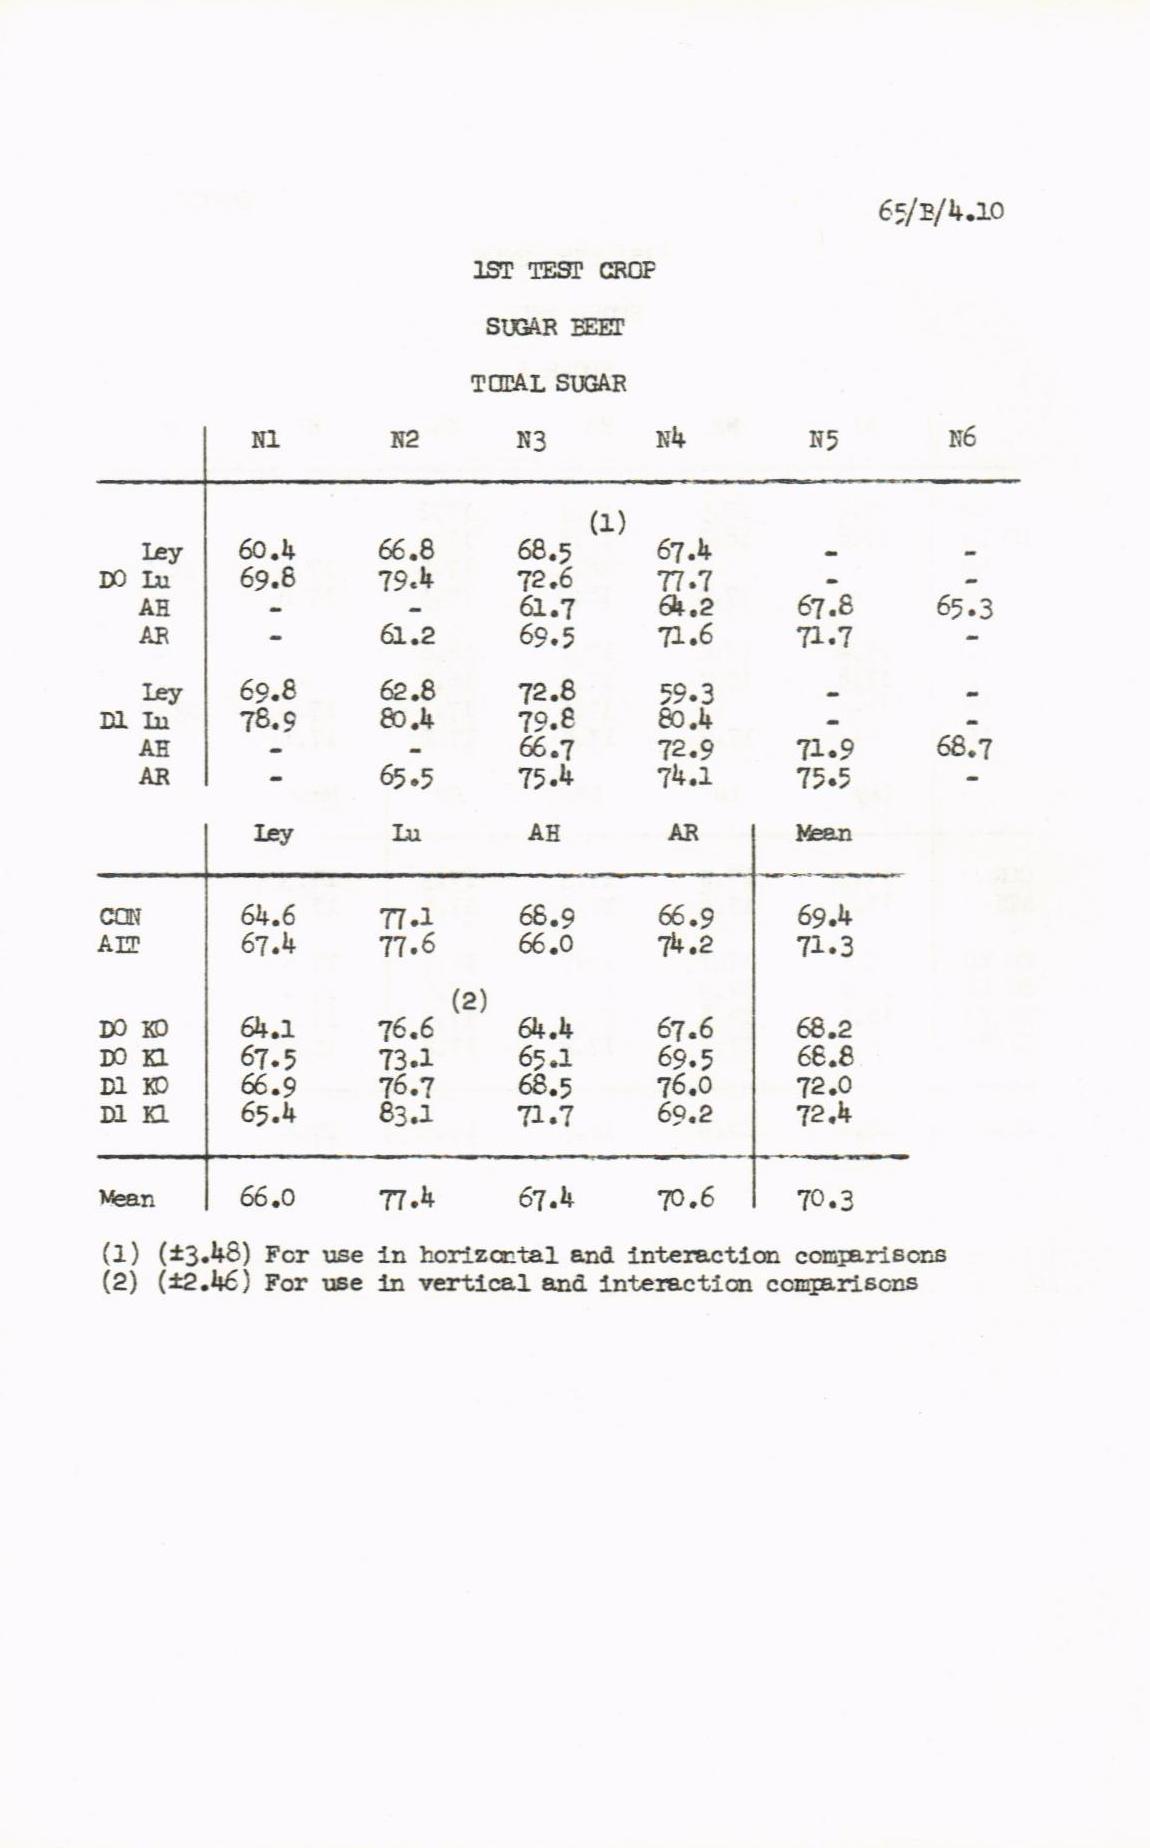 65/B/4.10
1ST TEST CROP
SUGAR BEET
TOTAL SUGAR
N1 N2 N3 N4 N5 N6
(1)
Ley 60.4 66.8 68.5 67.4 - -
D0 Lu 69.8 79.4 72.6 77.7 - -
AH - - 61.7 64.2 67.8 65.3
AR - 61.2 69.5 71.6 71.7 -
Ley 69.8 62.8 72.8 59.3 - -
D1 Lu 78.9 80.4 79.8 80.4 - -
AH - - 66.7 72.9 71.9 68.7
AR - 65.5 75.4 74.1 75.5 -
Ley Lu AH AR Mean
CON 64.6 77.1 68.9 66.9 69.4
ALT 67.4 77.6 66.0 74.2 71.3
(2)
D0 K0 64.1 76.6 64.4 67.6 68.2
D0 K1 67.5 73.1 65.1 69.5 68.8
D1 K0 66.9 76.7 68.5 76.0 72.0
D1 K1 65.4 83.1 71.7 69.2 72.4
Mean 66.0 77.4 67.4 70.6 70.3
(1) (±3.48) For use in horizontal and interaction comparisons
(2) (±2.46) For use in vertical and interaction comparisons